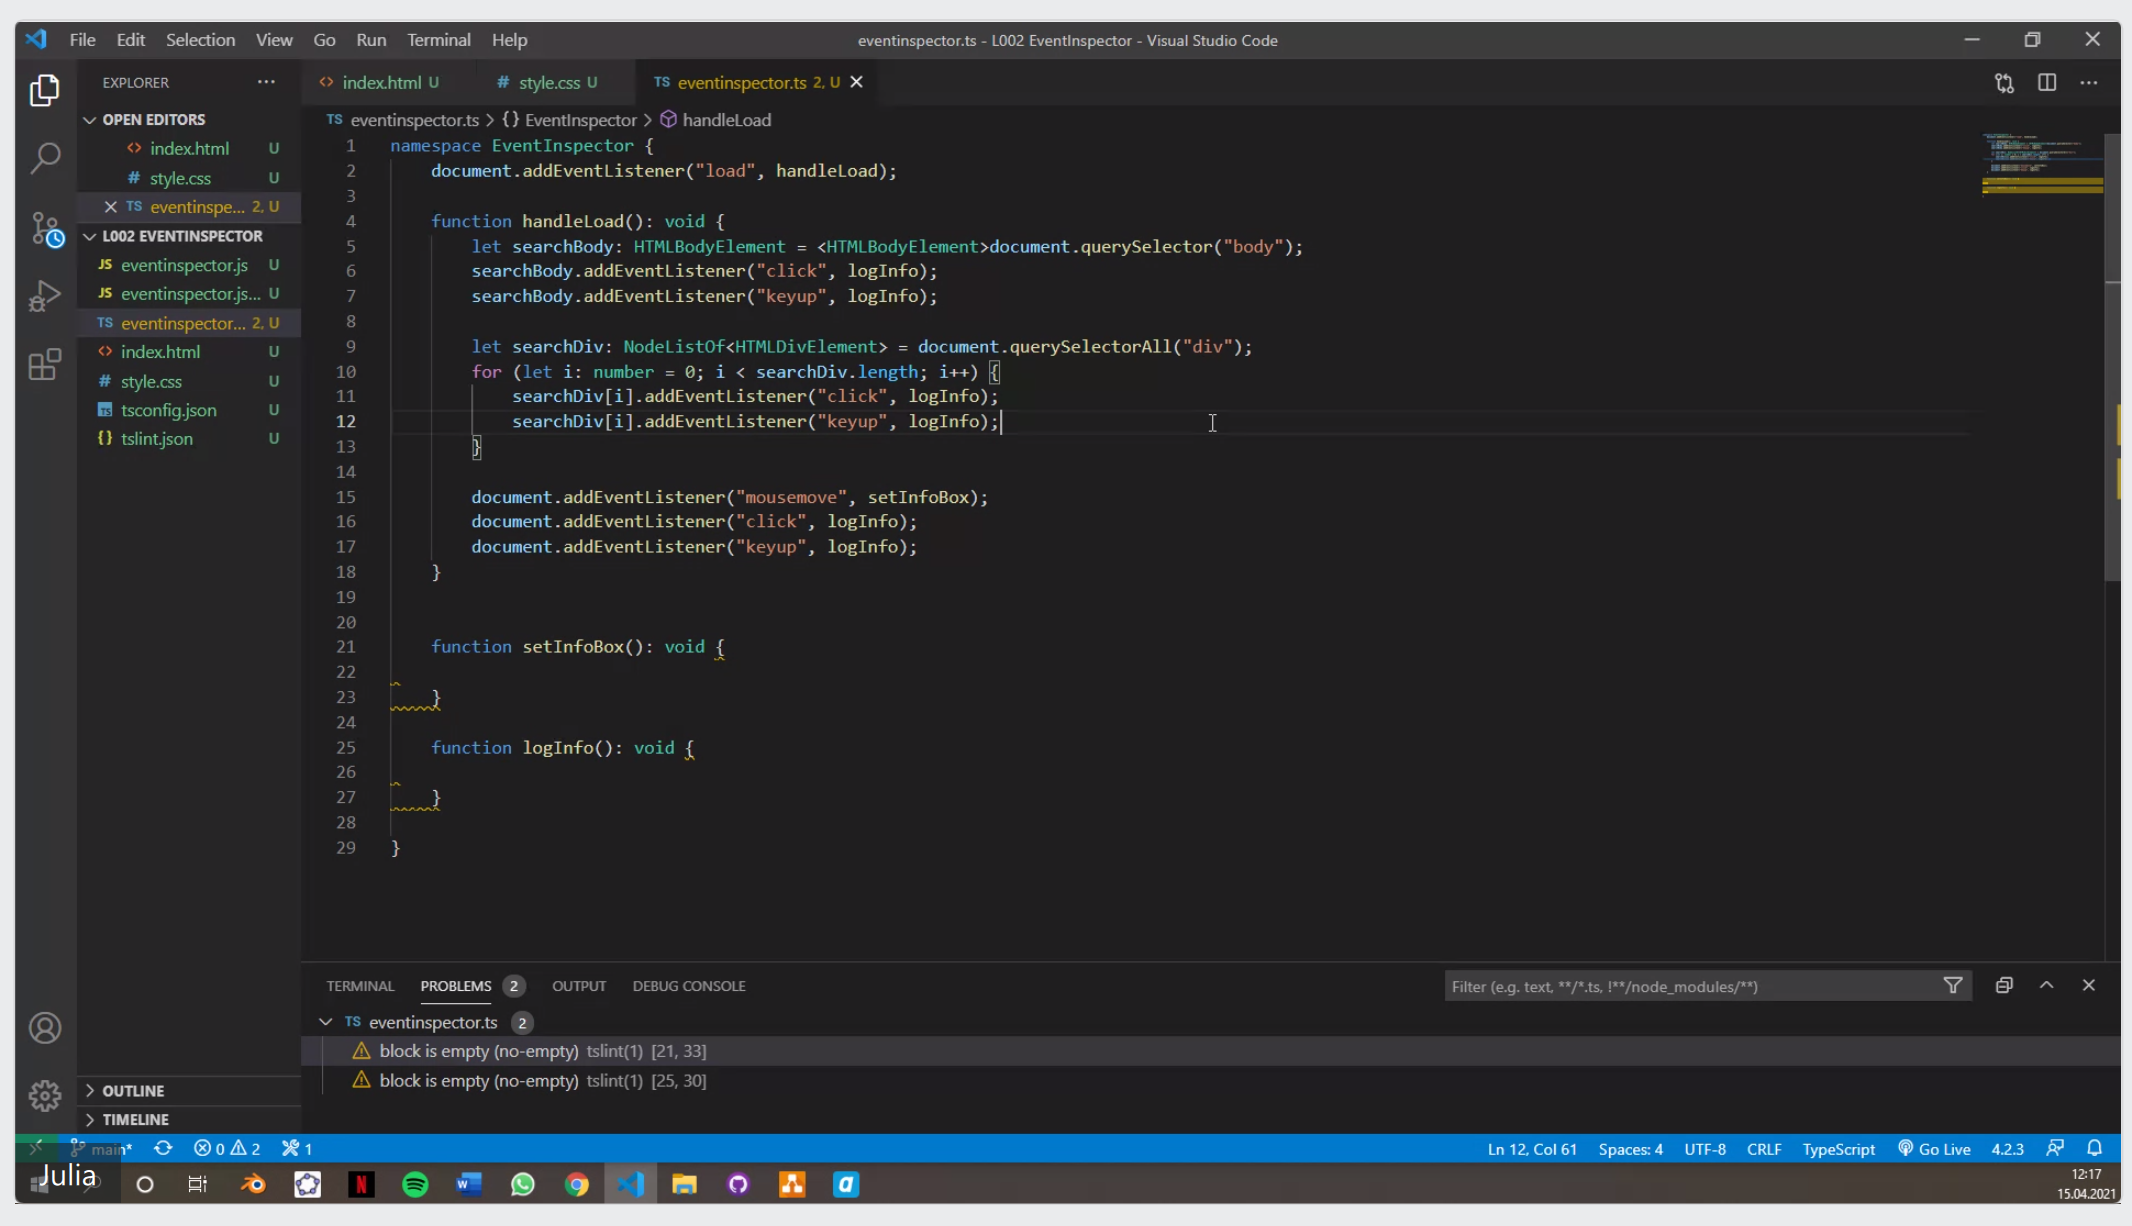 File Edit Selection View Go Run Terminal Help
eventinspector.ts - L002 EventInspector - Visual Studio Code
EXPLORER
index.html U
style.css U
TS eventinspector.ts 2, U
OPEN EDITORS
index.html U
# style.css U
TS eventinspe... 2, U
L002 EVENTINSPECTOR
JS eventinspector.js U
JS eventinspector.js... U
TS eventinspector... 2, U
index.html U
# style.css U
TS tsconfig.json U
{} tslint.json U
OUTLINE
TIMELINE
TS eventinspector.ts > {} EventInspector > handleLoad
1 namespace EventInspector {
2 document.addEventListener("load", handleLoad);
3
4 function handleLoad(): void {
5 let searchBody: HTMLBodyElement = <HTMLBodyElement>document.querySelector("body");
6 searchBody.addEventListener("click", logInfo);
7 searchBody.addEventListener("keyup", logInfo);
8
9 let searchDiv: NodeListOf<HTMLDivElement> = document.querySelectorAll("div");
10 for (let i: number = 0; i < searchDiv.length; i++) {
11 searchDiv[i].addEventListener("click", logInfo);
12 searchDiv[i].addEventListener("keyup", logInfo);
13 }
14
15 document.addEventListener("mousemove", setInfoBox);
16 document.addEventListener("click", logInfo);
17 document.addEventListener("keyup", logInfo);
18 }
19
20
21 function setInfoBox(): void {
22
23 }
24
25 function logInfo(): void {
26
27 }
28
29 }
TERMINAL PROBLEMS 2 OUTPUT DEBUG CONSOLE
Filter (e.g. text, **/*.ts, !**/node_modules/**)
TS eventinspector.ts 2
block is empty (no-empty) tslint(1) [21, 33]
block is empty (no-empty) tslint(1) [25, 30]
main* 0 2 1
Ln 12, Col 61 Spaces: 4 UTF-8 CRLF TypeScript Go Live 4.2.3
Julia
12:17
15.04.2021